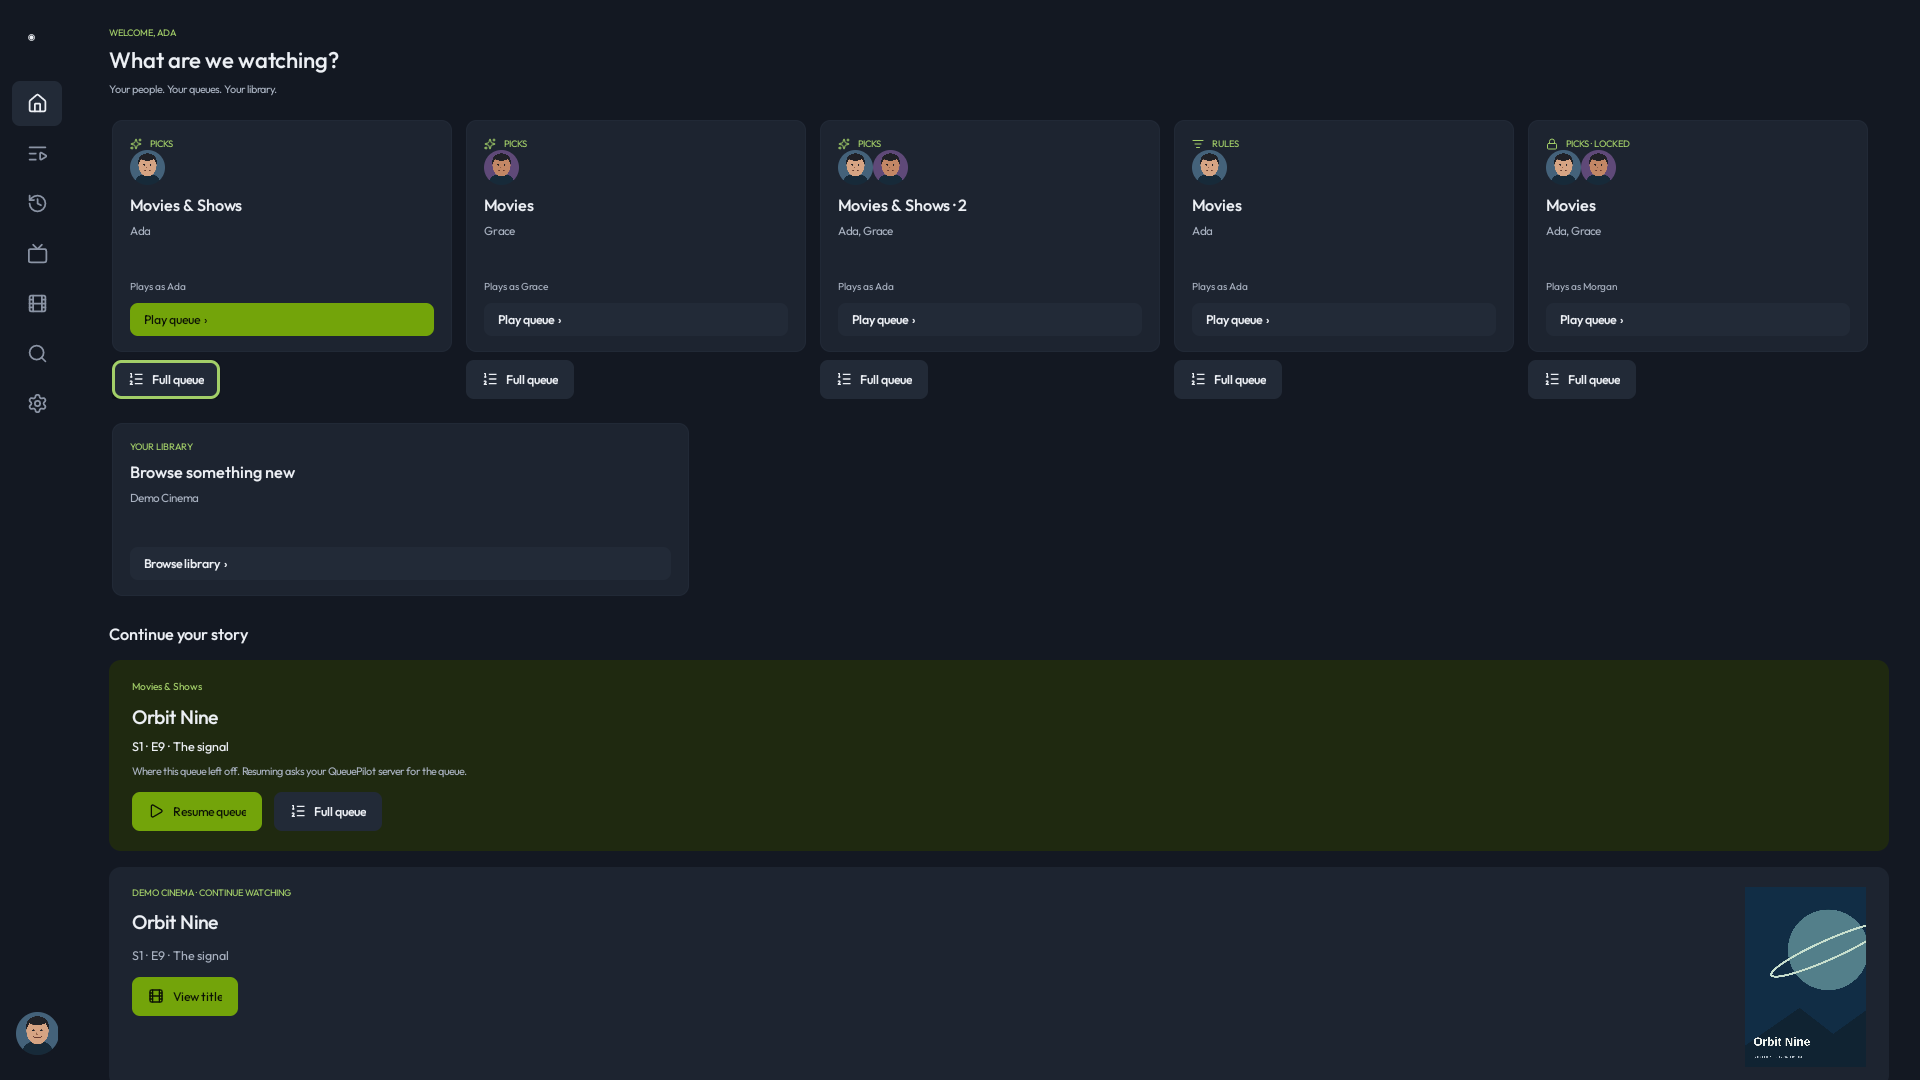 WELCOME, ADA
What are we watching?
Your people. Your queues. Your library.
PICKS
Movies & Shows
Ada
Plays as Ada
Play queue ›
Full queue
PICKS
Movies
Grace
Plays as Grace
Play queue ›
Full queue
PICKS
Movies & Shows · 2
Ada, Grace
Plays as Ada
Play queue ›
Full queue
RULES
Movies
Ada
Plays as Ada
Play queue ›
Full queue
PICKS · LOCKED
Movies
Ada, Grace
Plays as Morgan
Play queue ›
Full queue
YOUR LIBRARY
Browse something new
Demo Cinema
Browse library ›
Continue your story
Movies & Shows
Orbit Nine
S1 · E9 · The signal
Where this queue left off. Resuming asks your QueuePilot server for the queue.
Resume queue
Full queue
DEMO CINEMA · CONTINUE WATCHING
Orbit Nine
S1 · E9 · The signal
View title
Orbit Nine